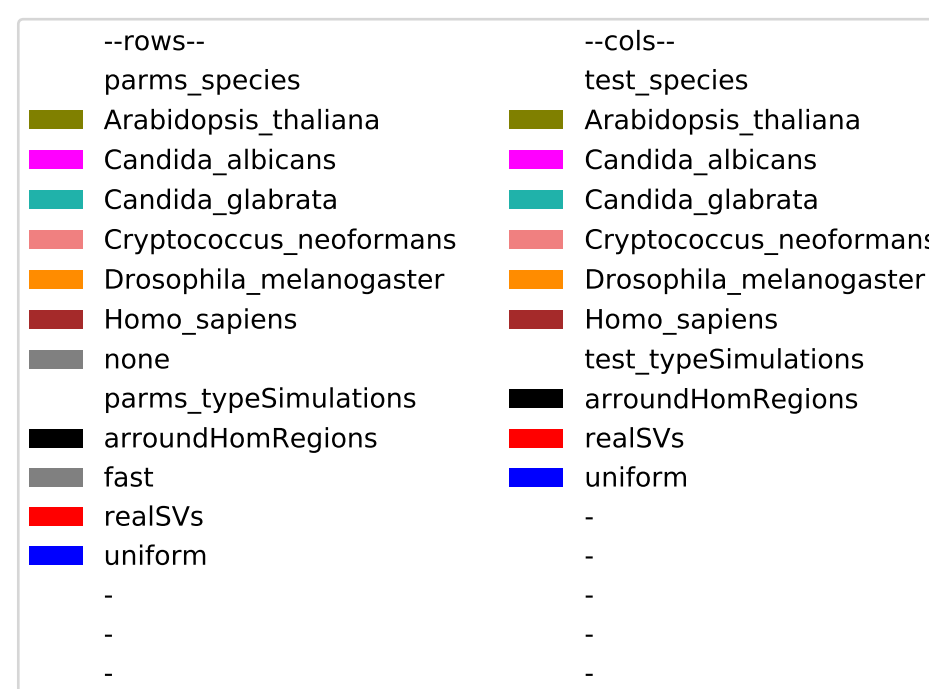 --rows--
parms_species
Arabidopsis_thaliana
Candida_albicans
Candida_glabrata
Cryptococcus_neoformans
Drosophila_melanogaster
Homo_sapiens
none
parms_typeSimulations
arroundHomRegions
fast
realSVs
uniform
-
-
-
--cols--
test_species
Arabidopsis_thaliana
Candida_albicans
Candida_glabrata
Cryptococcus_neoformans
Drosophila_melanogaster
Homo_sapiens
test_typeSimulations
arroundHomRegions
realSVs
uniform
-
-
-
-
-